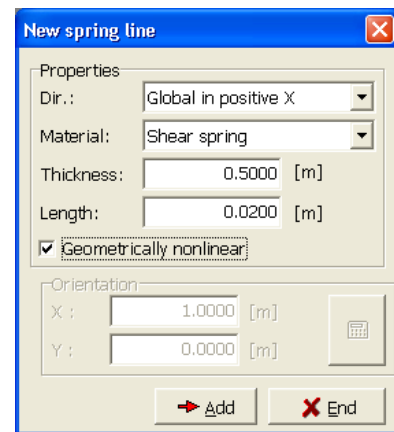 New spring line
Properties
Dir.: Global in positive X
Material: Shear spring
Thickness: 0.5000 [m]
Length: 0.0200 [m]
Geometrically nonlinear
Orientation
X : 1.0000 [m]
Y : 0.0000 [m]
Add End